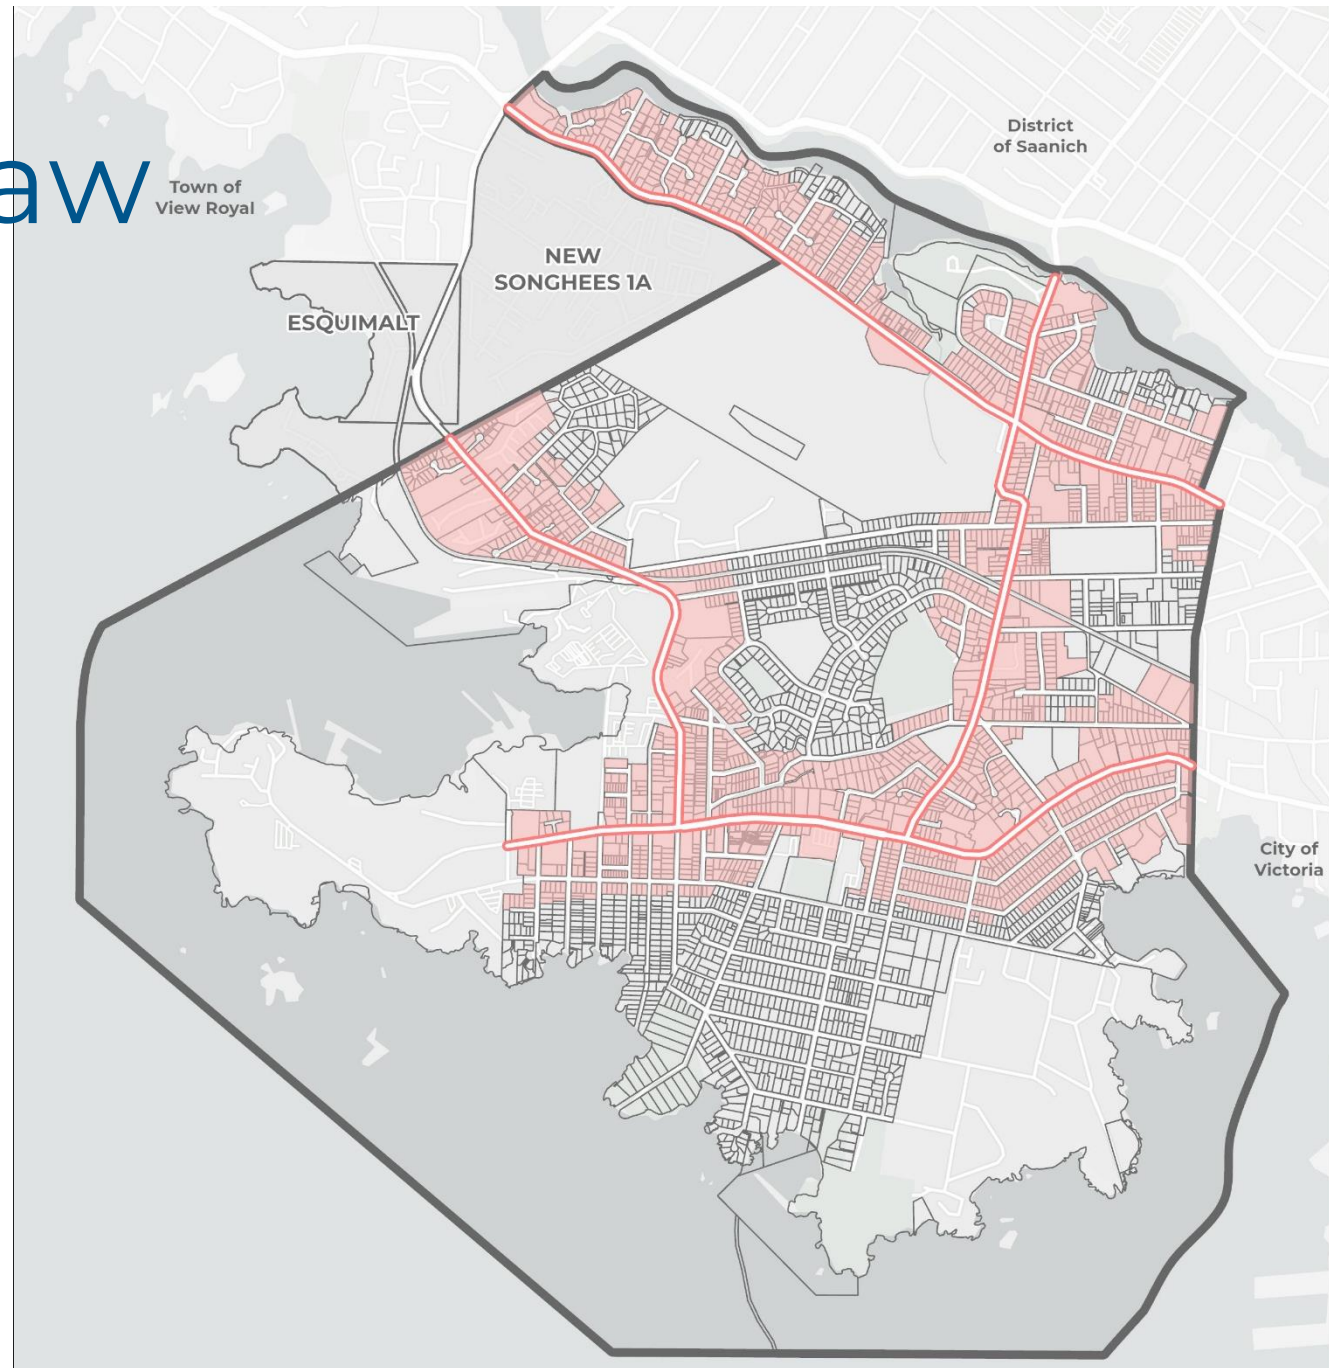 aw
Town of
View Royal
District
of Saanich
NEW
SONGHEES 1A
ESQUIMALT
City of
Victoria